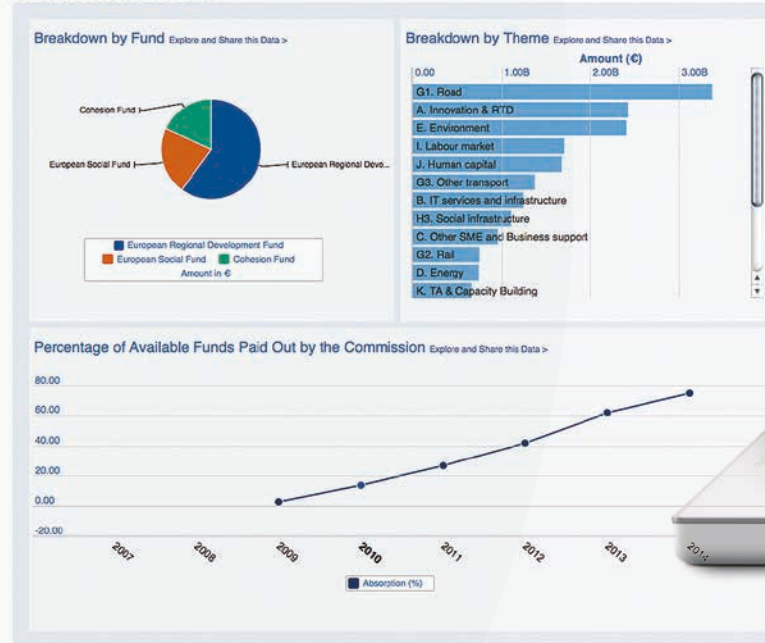 Breakdown by Fund Explore and Share this Data >
Cohesion Fund
European Social Fund
European Regional Deve...
European Regional Development Fund
European Social Fund Cohesion Fund
Amount in €
Breakdown by Theme Explore and Share this Data >
Amount (€)
0.00 1.00B 2.00B 3.00B
G1. Road
A. Innovation & RTD
E. Environment
I. Labour market
J. Human capital
G3. Other transport
B. IT services and infrastructure
H3. Social infrastructure
C. Other SME and Business support
G2. Rail
D. Energy
K. TA & Capacity Building
Percentage of Available Funds Paid Out by the Commission Explore and Share this Data >
80.00
60.00
40.00
20.00
0.00
-20.00
2007 2008 2009 2010 2011 2012 2013 2014
Absorption (%)